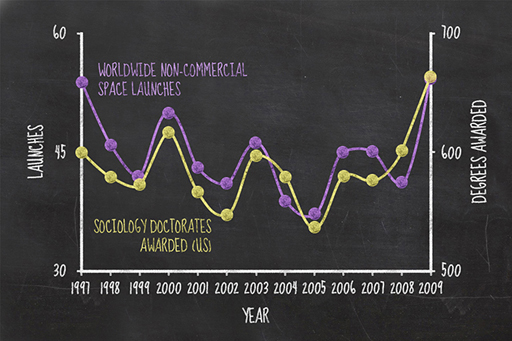 60
700
WORLDWIDE NON-COMMERCIAL
SPACE LAUNCHES
LAUNCHES
45
600
DEGREES AWARDED
SOCIOLOGY DOCTORATES
AWARDED (US)
30
500
1997 1998 1999 2000 2001 2002 2003 2004 2005 2006 2007 2008 2009
YEAR